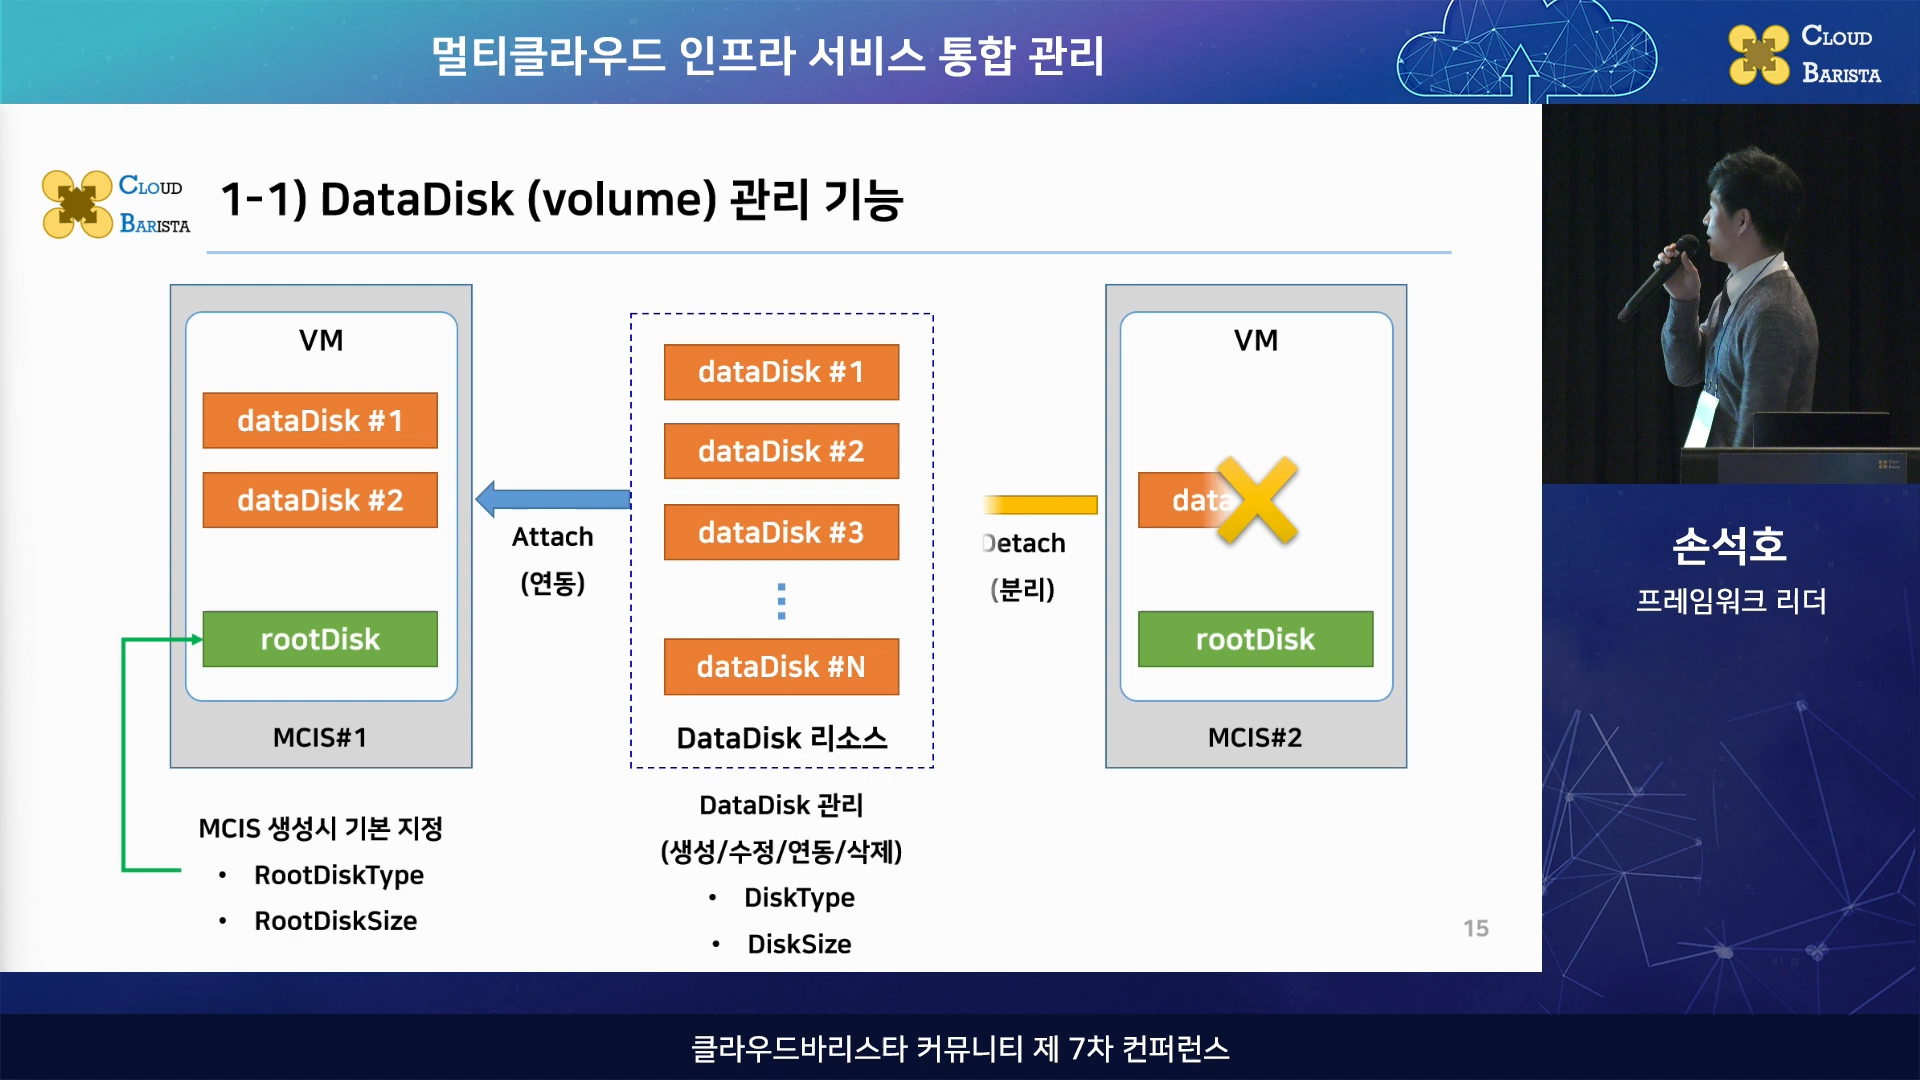 멀티클라우드 인프라 서비스 통합 관리
CLOUD
BARISTA
CLOUD
BARISTA
1-1) DataDisk (volume) 관리 기능
VM
dataDisk #1
dataDisk #2
rootDisk
MCIS#1
Attach
(연동)
dataDisk #1
dataDisk #2
dataDisk #3
dataDisk #N
DataDisk 리소스
Detach
(분리)
VM
data
rootDisk
MCIS#2
MCIS 생성시 기본 지정
• RootDiskType
• RootDiskSize
DataDisk 관리
(생성/수정/연동/삭제)
• DiskType
• DiskSize
15
손석호
프레임워크 리더
클라우드바리스타 커뮤니티 제 7차 컨퍼런스